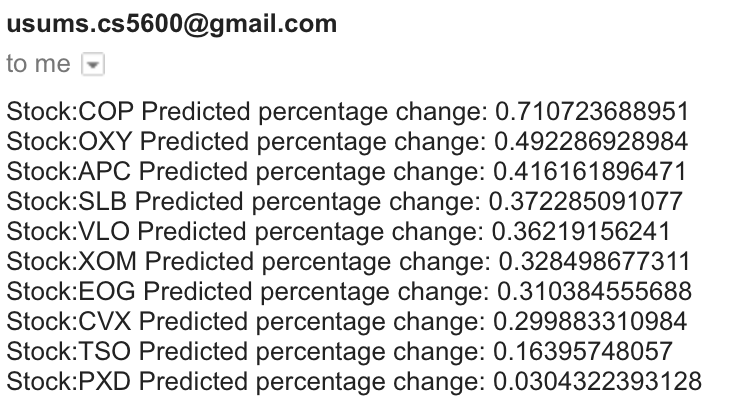 usums.cs5600@gmail.com
to me
Stock:COP Predicted percentage change: 0.710723688951
Stock:OXY Predicted percentage change: 0.492286928984
Stock:APC Predicted percentage change: 0.416161896471
Stock:SLB Predicted percentage change: 0.372285091077
Stock:VLO Predicted percentage change: 0.36219156241
Stock:XOM Predicted percentage change: 0.328498677311
Stock:EOG Predicted percentage change: 0.310384555688
Stock:CVX Predicted percentage change: 0.299883310984
Stock:TSO Predicted percentage change: 0.16395748057
Stock:PXD Predicted percentage change: 0.0304322393128